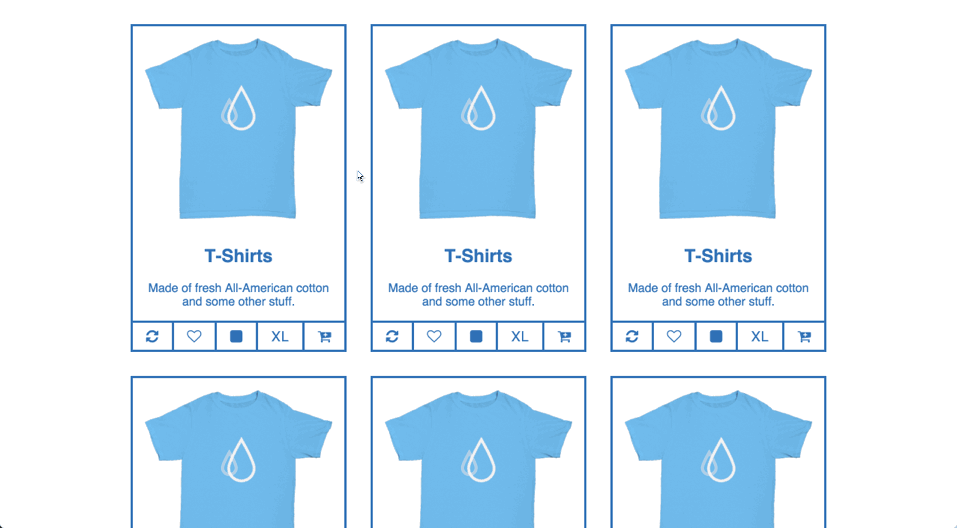 T-Shirts
Made of fresh All-American cotton
and some other stuff.
XL
T-Shirts
Made of fresh All-American cotton
and some other stuff.
XL
T-Shirts
Made of fresh All-American cotton
and some other stuff.
XL